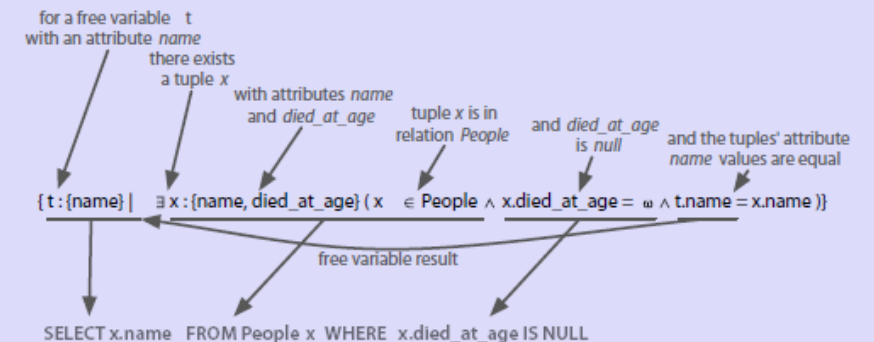 for a free variable t
with an attribute name
there exists
a tuple x
with attributes name
and died_at_age
tuple x is in
relation People
and died_at_age
is null
and the tuples' attribute
name values are equal
{ t : {name} | ∃ x : {name, died_at_age} ( x ∈ People ∧ x.died_at_age = ω ∧ t.name = x.name )}
free variable result
SELECT x.name FROM People x WHERE x.died_at_age IS NULL